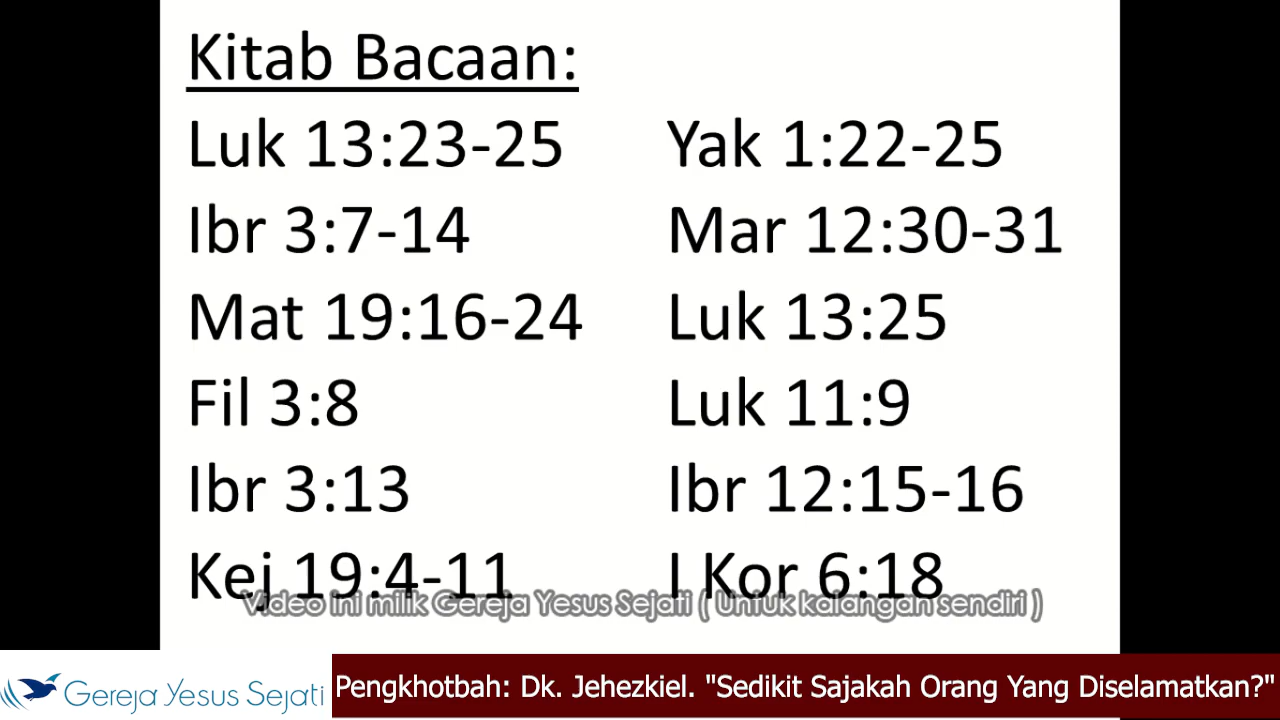 Kitab Bacaan:
Luk 13:23-25
Ibr 3:7-14
Mat 19:16-24
Fil 3:8
Ibr 3:13
Kej 19:4-11
Yak 1:22-25
Mar 12:30-31
Luk 13:25
Luk 11:9
Ibr 12:15-16
I Kor 6:18
Video ini milik Gereja Yesus Sejati ( Untuk kalangan sendiri )
Gereja Yesus Sejati
Pengkhotbah: Dk. Jehezkiel. "Sedikit Sajakah Orang Yang Diselamatkan?"